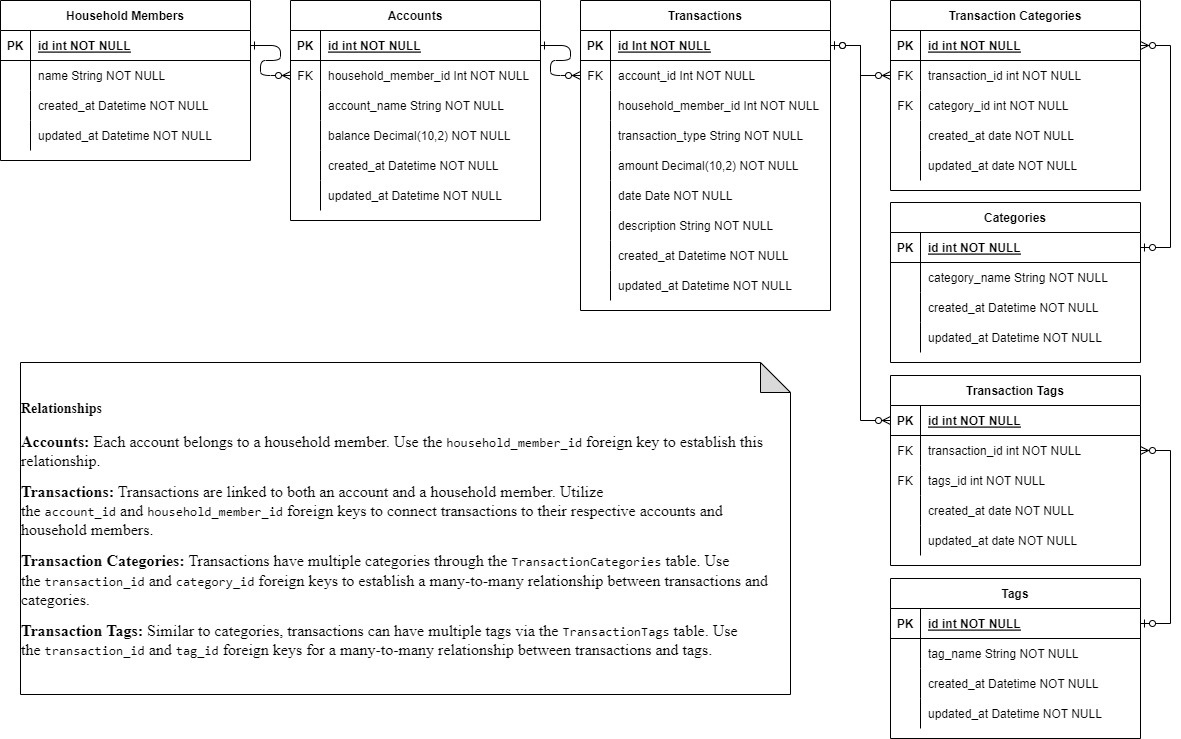 Household Members
PK id int NOT NULL
name String NOT NULL
created_at Datetime NOT NULL
updated_at Datetime NOT NULL
Accounts
PK id int NOT NULL
FK household_member_id Int NOT NULL
account_name String NOT NULL
balance Decimal(10,2) NOT NULL
created_at Datetime NOT NULL
updated_at Datetime NOT NULL
Transactions
PK id Int NOT NULL
FK account_id Int NOT NULL
household_member_id Int NOT NULL
transaction_type String NOT NULL
amount Decimal(10,2) NOT NULL
date Date NOT NULL
description String NOT NULL
created_at Datetime NOT NULL
updated_at Datetime NOT NULL
Transaction Categories
PK id int NOT NULL
FK transaction_id int NOT NULL
FK category_id int NOT NULL
created_at date NOT NULL
updated_at date NOT NULL
Categories
PK id int NOT NULL
category_name String NOT NULL
created_at Datetime NOT NULL
updated_at Datetime NOT NULL
Transaction Tags
PK id int NOT NULL
FK transaction_id int NOT NULL
FK tags_id int NOT NULL
created_at date NOT NULL
updated_at date NOT NULL
Tags
PK id int NOT NULL
tag_name String NOT NULL
created_at Datetime NOT NULL
updated_at Datetime NOT NULL
Relationships
Accounts: Each account belongs to a household member. Use the household_member_id foreign key to establish this
relationship.
Transactions: Transactions are linked to both an account and a household member. Utilize
the account_id and household_member_id foreign keys to connect transactions to their respective accounts and
household members.
Transaction Categories: Transactions have multiple categories through the TransactionCategories table. Use
the transaction_id and category_id foreign keys to establish a many-to-many relationship between transactions and
categories.
Transaction Tags: Similar to categories, transactions can have multiple tags via the TransactionTags table. Use
the transaction_id and tag_id foreign keys for a many-to-many relationship between transactions and tags.